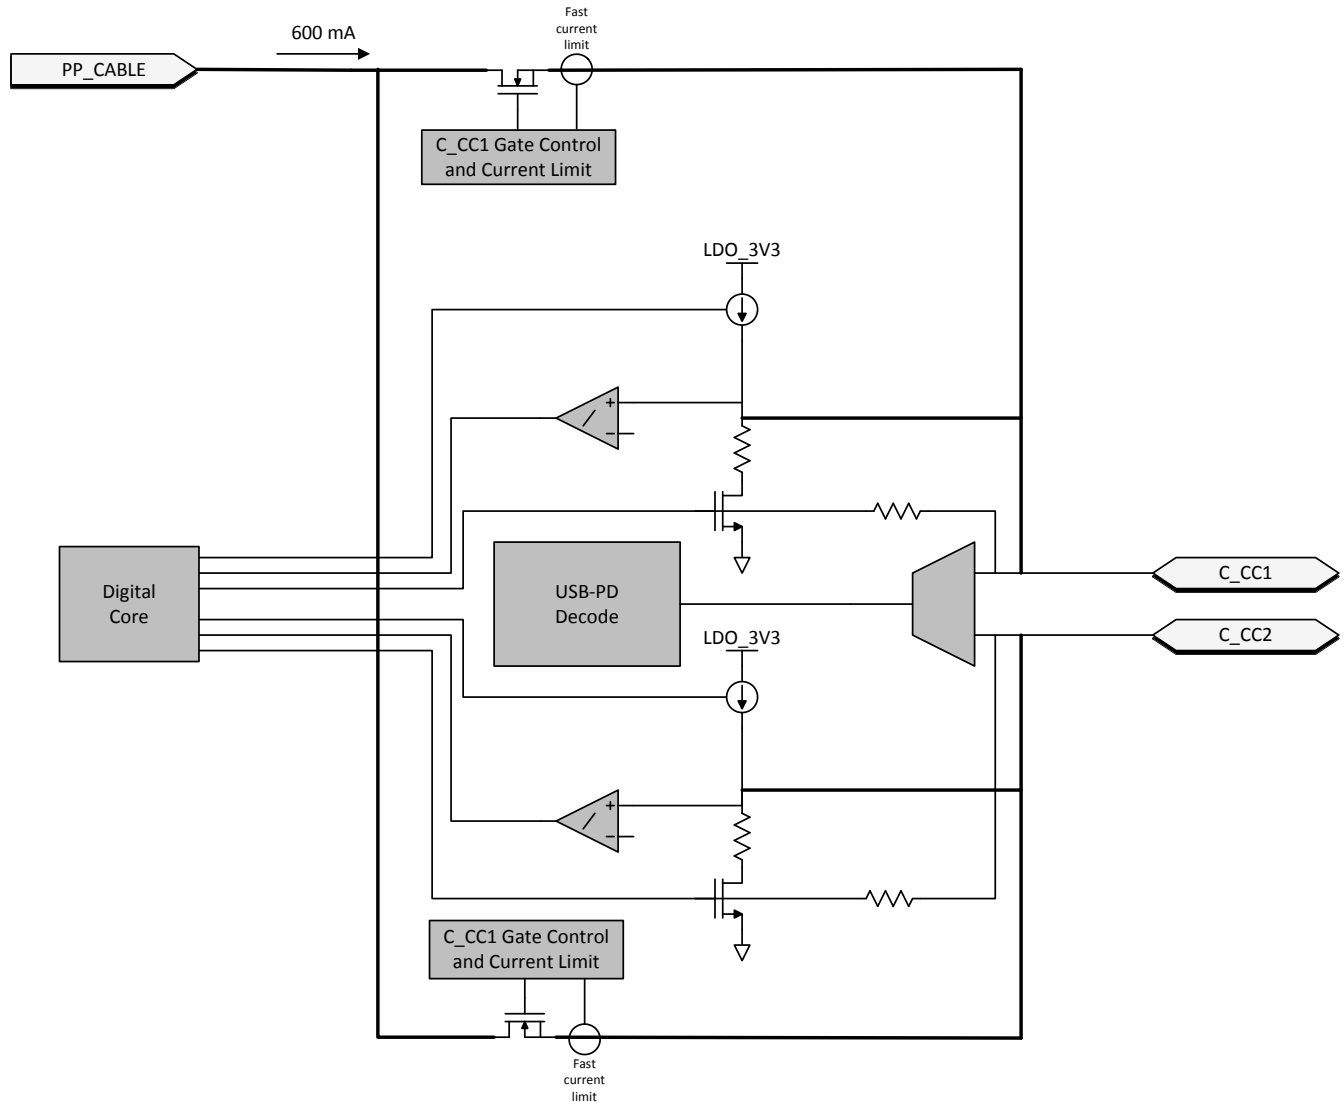 Fast
current
limit
600 mA
PP_CABLE
C_CC1 Gate Control
and Current Limit
LDO_3V3
+
−
Digital
Core
USB-PD
Decode
C_CC1
C_CC2
LDO_3V3
+
−
C_CC1 Gate Control
and Current Limit
Fast
current
limit